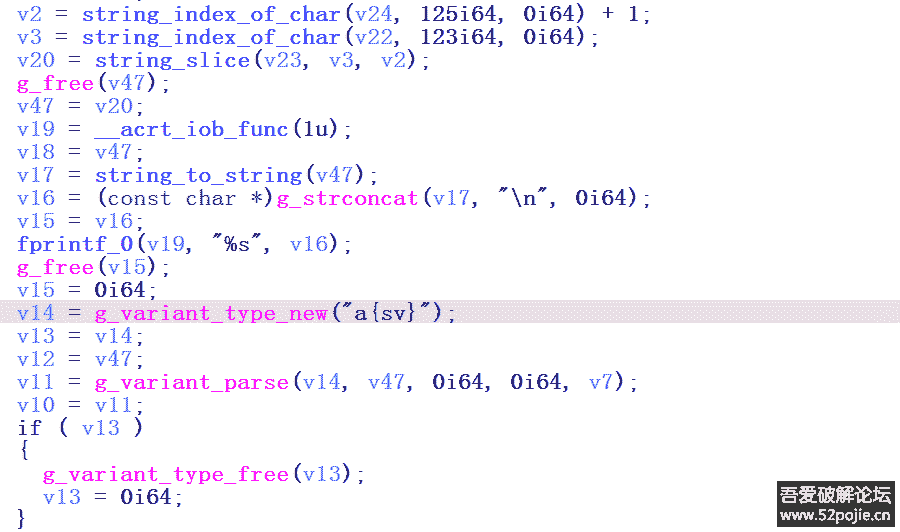 v2 = string_index_of_char(v24, 125i64, 0i64) + 1;
v3 = string_index_of_char(v22, 123i64, 0i64);
v20 = string_slice(v23, v3, v2);
g_free(v47);
v47 = v20;
v19 = __acrt_iob_func(1u);
v18 = v47;
v17 = string_to_string(v47);
v16 = (const char *)g_strconcat(v17, "\n", 0i64);
v15 = v16;
fprintf_0(v19, "%s", v16);
g_free(v15);
v15 = 0i64;
v14 = g_variant_type_new("a{sv}");
v13 = v14;
v12 = v47;
v11 = g_variant_parse(v14, v47, 0i64, 0i64, v7);
v10 = v11;
if ( v13 )
{
g_variant_type_free(v13);
v13 = 0i64;
}
吾爱破解论坛
www.52pojie.cn